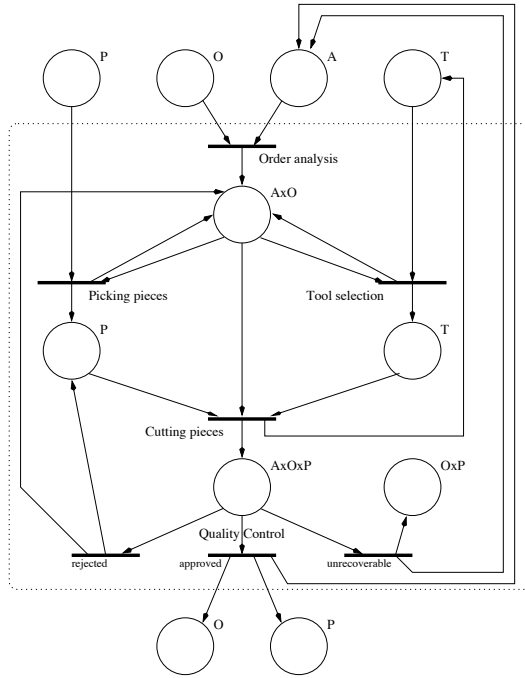 P
O
A
T
Order analysis
AxO
Picking pieces
Tool selection
P
T
Cutting pieces
AxOxP
OxP
Quality Control
rejected
approved
unrecoverable
O
P